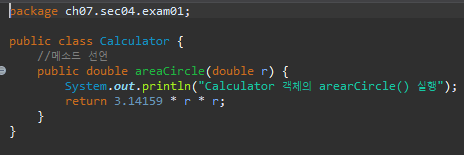 package ch07.sec04.exam01;
public class Calculator {
//메소드 선언
public double areaCircle(double r) {
System.out.println("Calculator 객체의 arearCircle() 실행");
return 3.14159 * r * r;
}
}